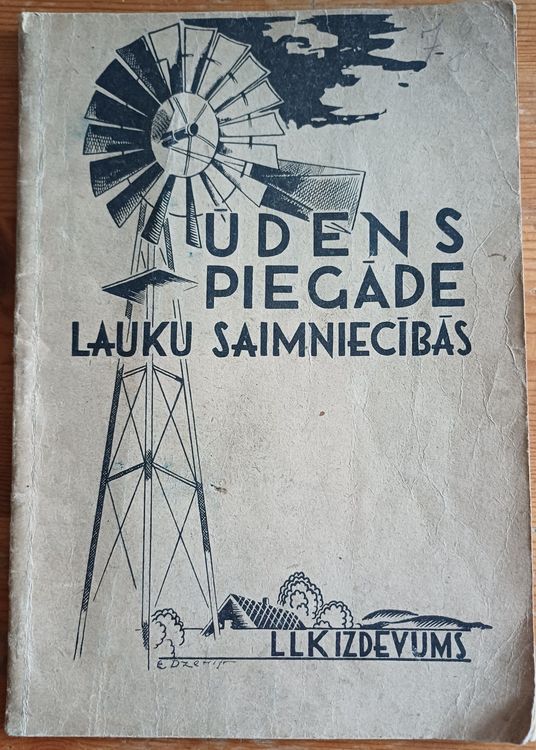 ŪDENS
PIEGĀDE
LAUKU SAIMNIECĪBĀS
LLK IZDEVUMS